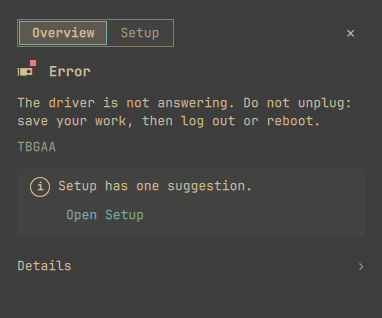 Overview Setup ×
Error
The driver is not answering. Do not unplug:
save your work, then log out or reboot.
TBGAA
Setup has one suggestion.
Open Setup
Details ›